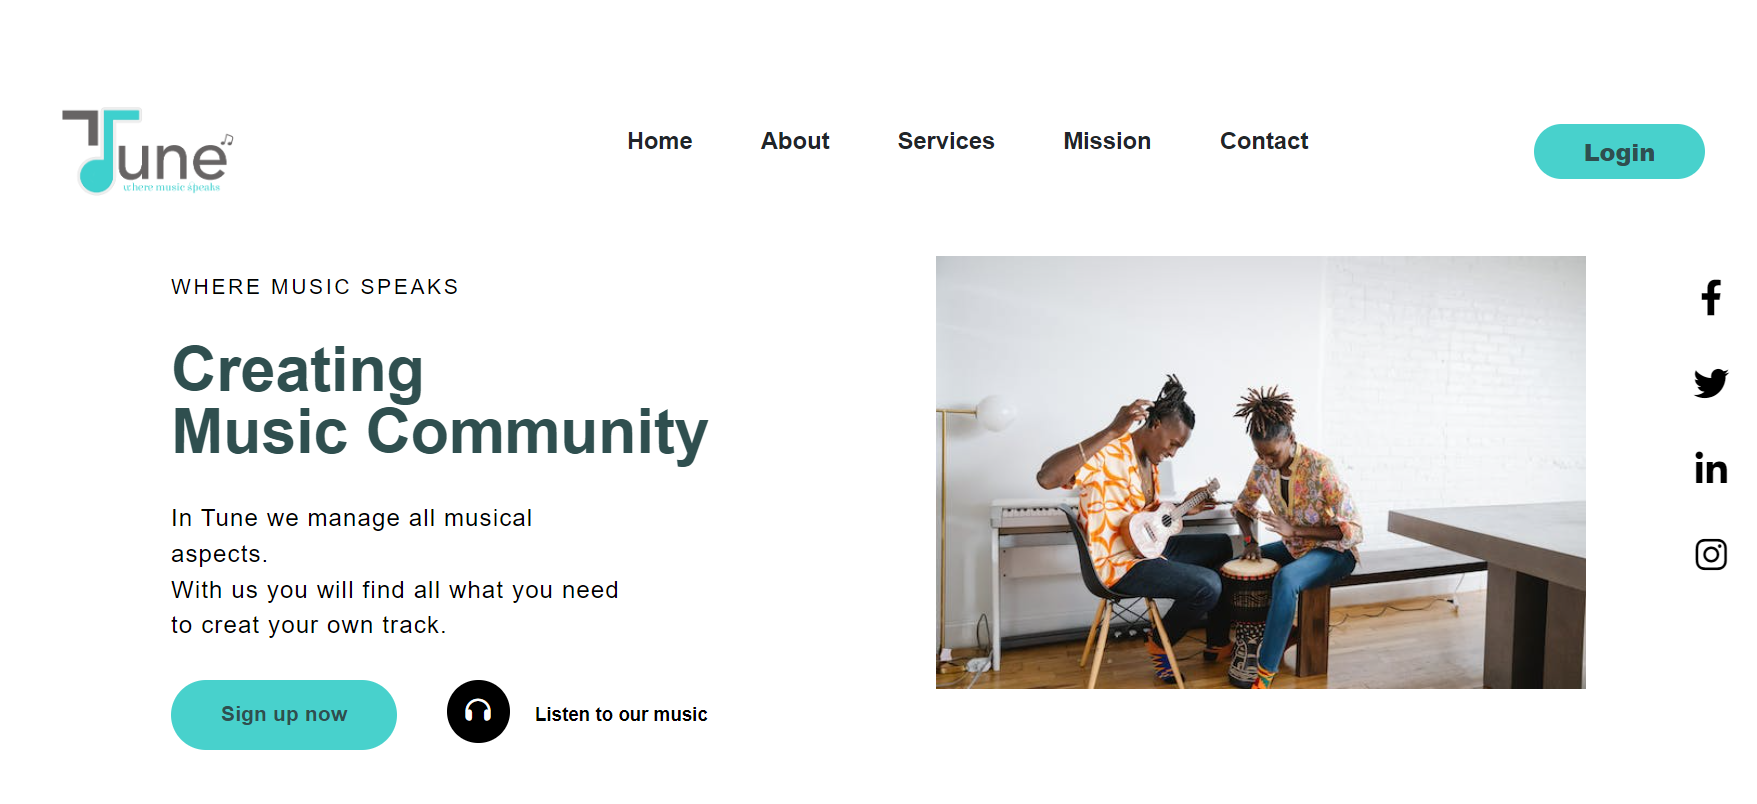 Tune
where music speaks
Home About Services Mission Contact
Login
WHERE MUSIC SPEAKS
Creating
Music Community
In Tune we manage all musical
aspects.
With us you will find all what you need
to creat your own track.
Sign up now
Listen to our music